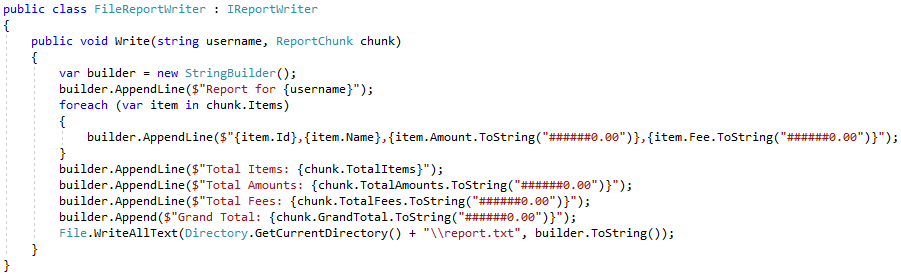 public class FileReportWriter : IReportWriter
{
    public void Write(string username, ReportChunk chunk)
    {
        var builder = new StringBuilder();
        builder.AppendLine($"Report for {username}");
        foreach (var item in chunk.Items)
        {
            builder.AppendLine($"{item.Id},{item.Name},{item.Amount.ToString("######0.00")},{item.Fee.ToString("######0.00")}");
        }
        builder.AppendLine($"Total Items: {chunk.TotalItems}");
        builder.AppendLine($"Total Amounts: {chunk.TotalAmounts.ToString("######0.00")}");
        builder.AppendLine($"Total Fees: {chunk.TotalFees.ToString("######0.00")}");
        builder.Append($"Grand Total: {chunk.GrandTotal.ToString("######0.00")}");
        File.WriteAllText(Directory.GetCurrentDirectory() + "\\report.txt", builder.ToString());
    }
}